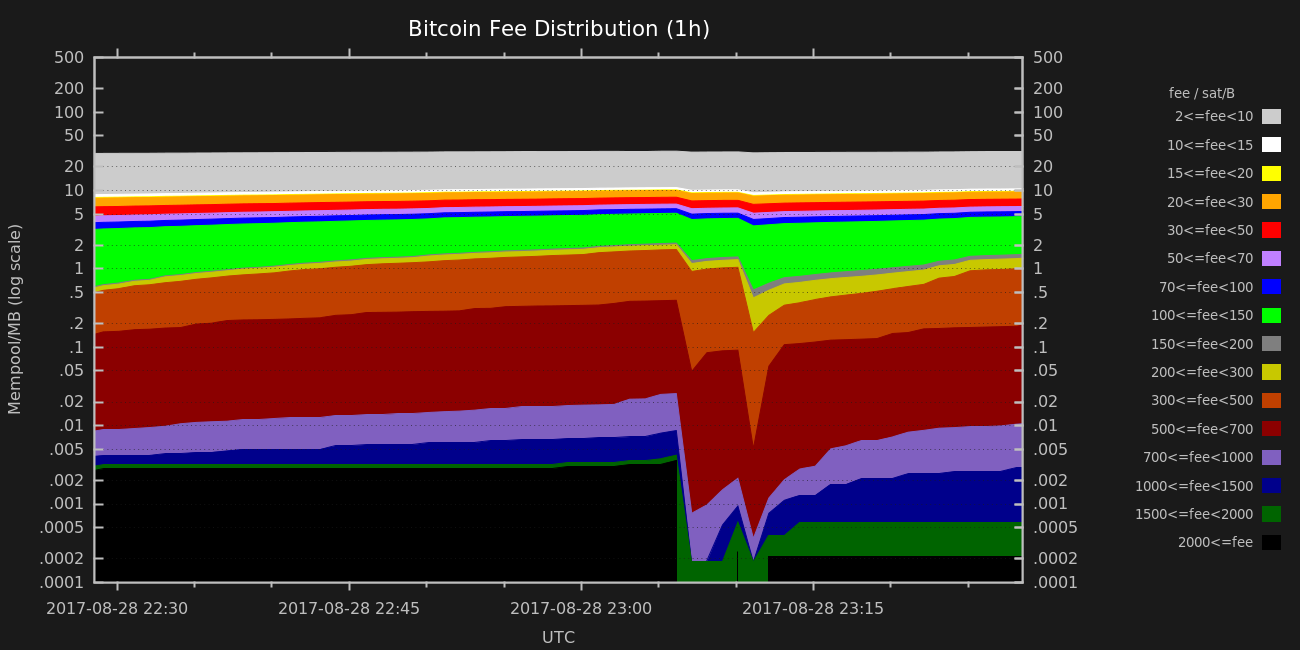 Bitcoin Fee Distribution (1h)
500 500
200 200
100 100
50 50
20 20
10 10
5 5
2 2
1 1
.5 .5
.2 .2
.1 .1
.05 .05
.02 .02
.01 .01
.005 .005
.002 .002
.001 .001
.0005 .0005
.0002 .0002
.0001 .0001
Mempool/MB (log scale)
2017-08-28 22:30 2017-08-28 22:45 2017-08-28 23:00 2017-08-28 23:15
UTC
fee / sat/B
2<=fee<10
10<=fee<15
15<=fee<20
20<=fee<30
30<=fee<50
50<=fee<70
70<=fee<100
100<=fee<150
150<=fee<200
200<=fee<300
300<=fee<500
500<=fee<700
700<=fee<1000
1000<=fee<1500
1500<=fee<2000
2000<=fee